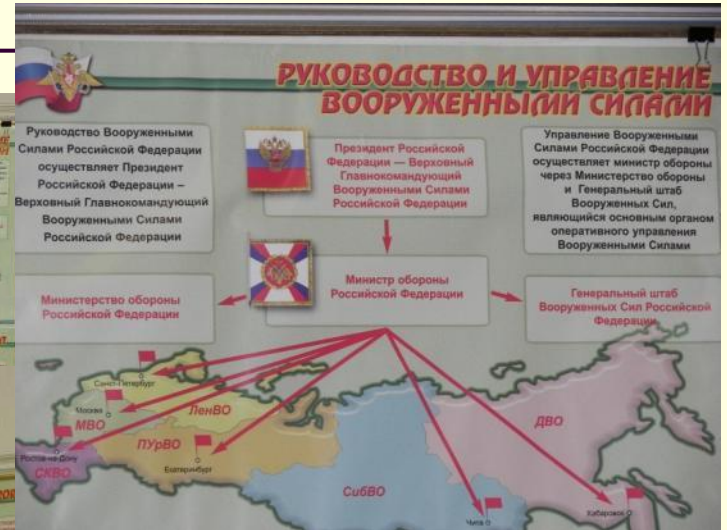 РУКОВОДСТВО И УПРАВЛЕНИЕ
ВООРУЖЕННЫМИ СИЛАМИ
Руководство Вооруженными
Силами Российской Федерации
осуществляет Президент
Российской Федерации –
Верховный Главнокомандующий
Вооруженными Силами
Российской Федерации
Президент Российской
Федерации — Верховный
Главнокомандующий
Вооруженными Силами
Российской Федерации
Управление Вооруженными
Силами Российской Федерации
осуществляет министр обороны
через Министерство обороны
и Генеральный штаб
Вооруженных Сил,
являющийся основным органом
оперативного управления
Вооруженными Силами
Министерство обороны
Российской Федерации
Министр обороны
Российской Федерации
Генеральный штаб
Вооруженных Сил Российской
Федерации
Санкт-Петербург
ЛенВО
Москва
МВО
ПУрВО
Ростов-на-Дону
СКВО
Екатеринбург
СибВО
Чита
ДВО
Хабаровск